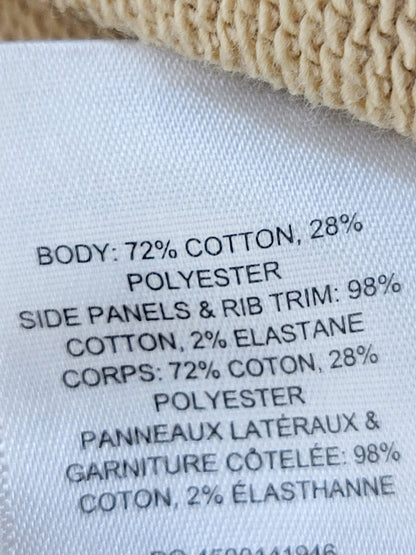 BODY: 72% COTTON, 28%
POLYESTER
SIDE PANELS & RIB TRIM: 98%
COTTON, 2% ELASTANE
CORPS: 72% COTON, 28%
POLYESTER
PANNEAUX LATÉRAUX &
GARNITURE CÔTELÉE: 98%
COTON, 2% ÉLASTHANNE